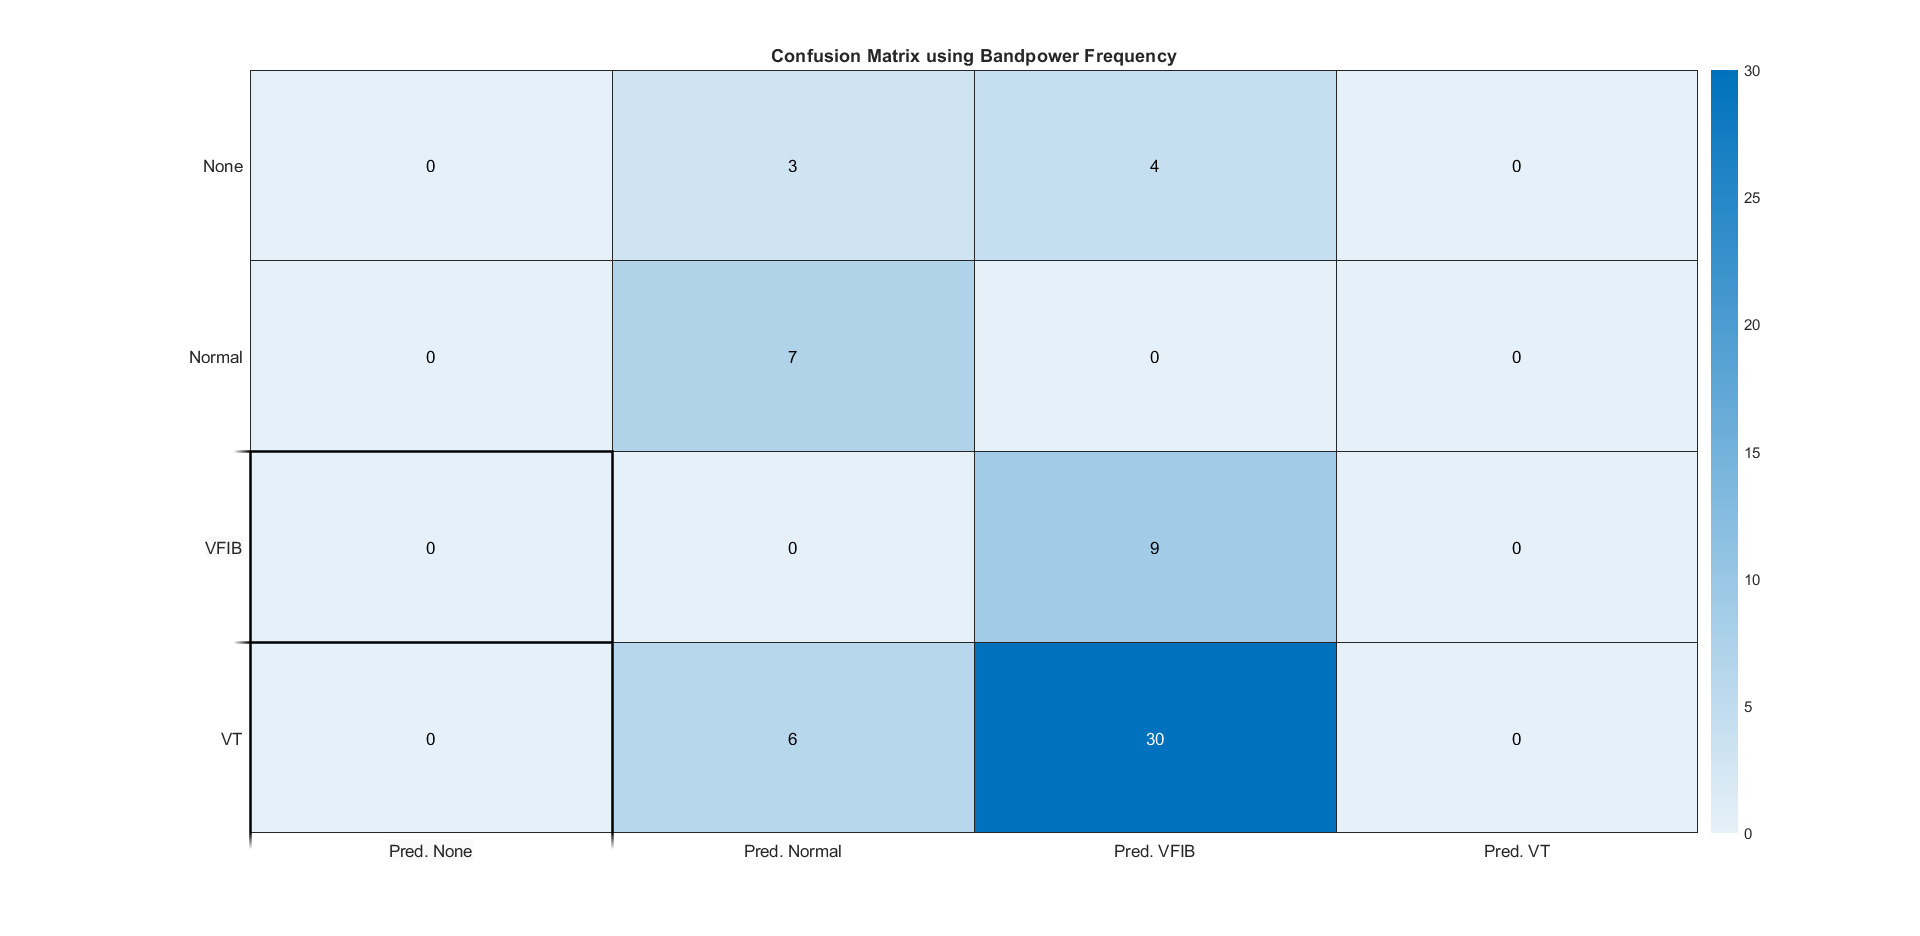 Confusion Matrix using Bandpower Frequency
None 0 3 4 0
Normal 0 7 0 0
VFIB 0 0 9 0
VT 0 6 30 0
Pred. None Pred. Normal Pred. VFIB Pred. VT
30
25
20
15
10
5
0